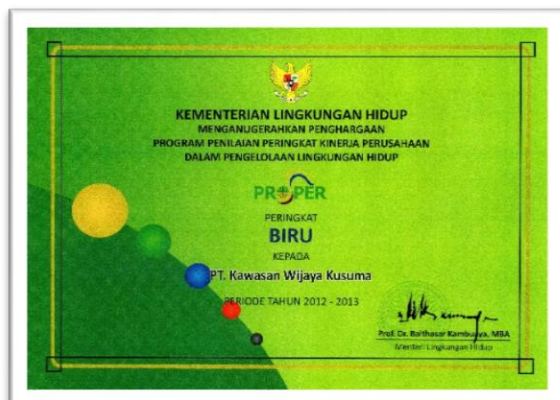 KEMENTERIAN LINGKUNGAN HIDUP
MENGANUGERAHKAN PENGHARGAAN
PROGRAM PENILAIAN PERINGKAT KINERJA PERUSAHAAN
DALAM PENGELOLAAN LINGKUNGAN HIDUP
PROPER
PERINGKAT
BIRU
KEPADA
PT. Kawasan Wijaya Kusuma
PERIODE TAHUN 2012 - 2013
Prof. Dr. Balthasar Kambuaya, MBA
Menteri Lingkungan Hidup